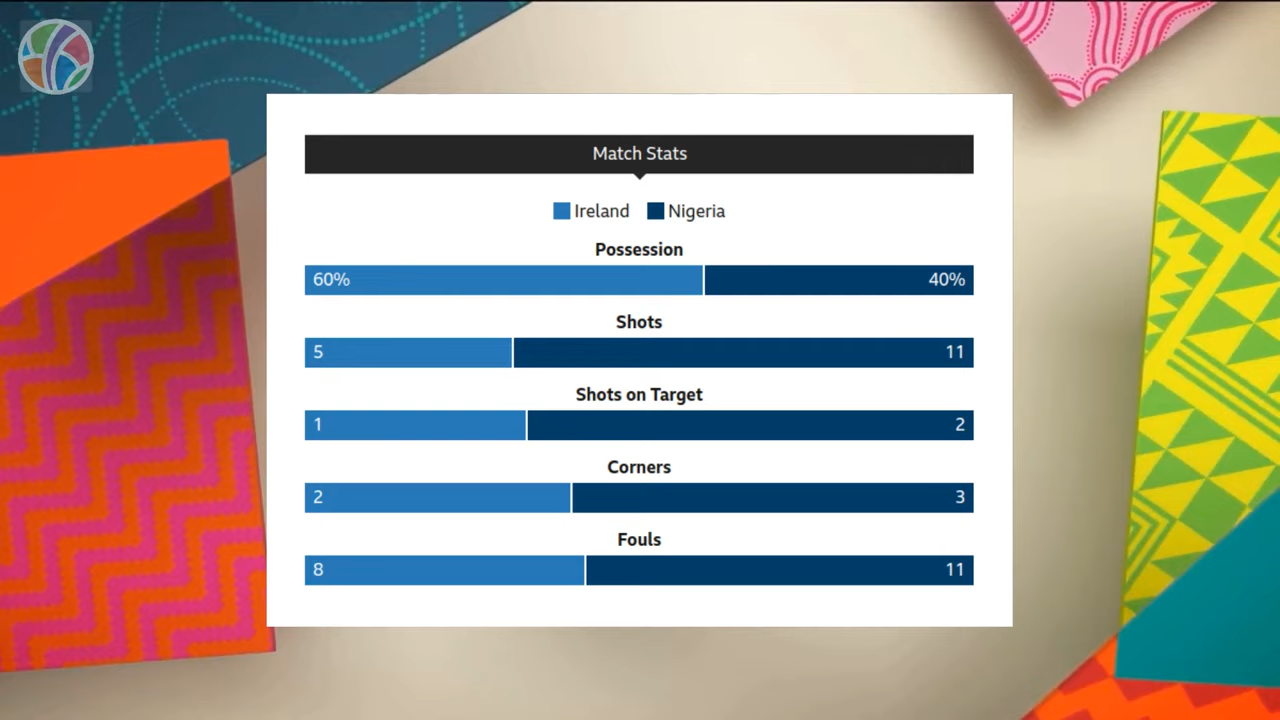 Match Stats
Ireland Nigeria
Possession
60% 40%
Shots
5 11
Shots on Target
1 2
Corners
2 3
Fouls
8 11